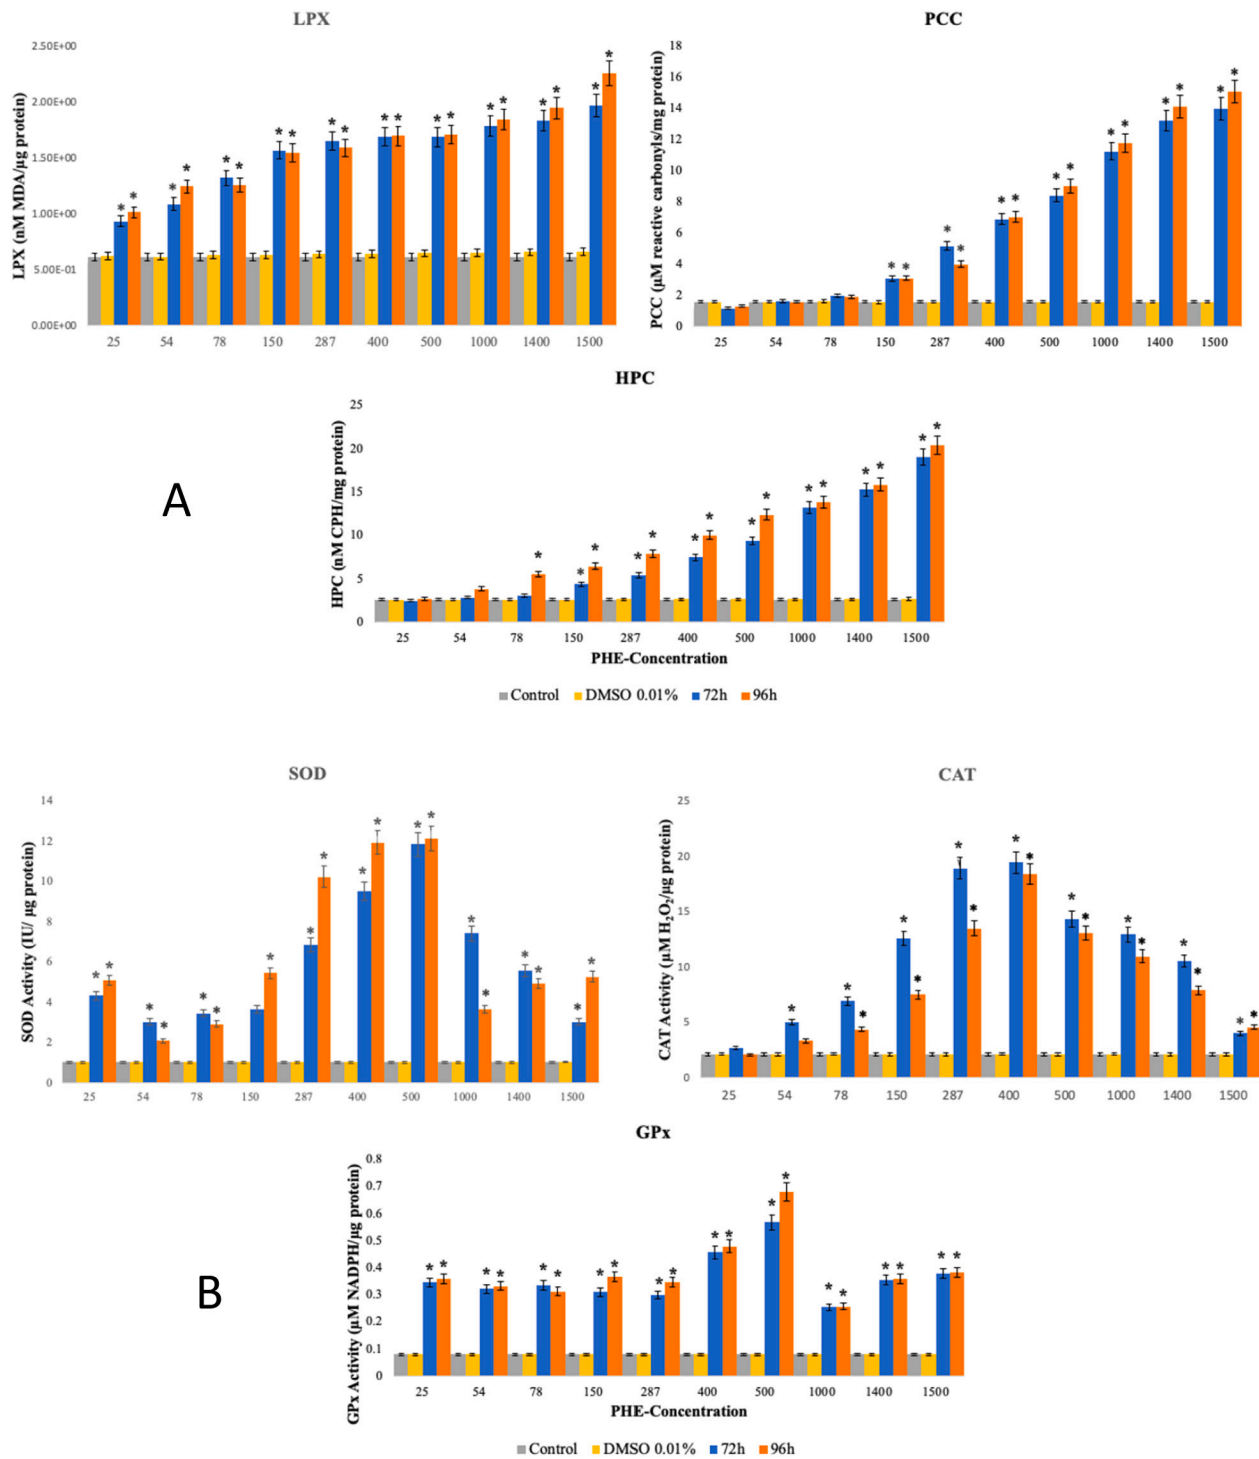 LPX
LPX (nM MDA/µg protein)
2.50E+00
2.00E+00
1.50E+00
1.00E+00
5.00E-01
0.00E+00
25 54 78 150 287 400 500 1000 1400 1500
PCC
PCC (µM reactive carbonyls/mg protein)
18
16
14
12
10
8
6
4
2
0
25 54 78 150 287 400 500 1000 1400 1500
A
HPC
HPC (nM CPH/mg protein)
25
20
15
10
5
0
25 54 78 150 287 400 500 1000 1400 1500
PHE-Concentration
Control DMSO 0.01% 72h 96h
SOD
SOD Activity (IU/ µg protein)
14
12
10
8
6
4
2
0
25 54 78 150 287 400 500 1000 1400 1500
CAT
CAT Activity (µM H₂O₂/µg protein)
25
20
15
10
5
0
25 54 78 150 287 400 500 1000 1400 1500
B
GPx
GPx Activity (µM NADPH/µg protein)
0.8
0.7
0.6
0.5
0.4
0.3
0.2
0.1
0
25 54 78 150 287 400 500 1000 1400 1500
PHE-Concentration
Control DMSO 0.01% 72h 96h